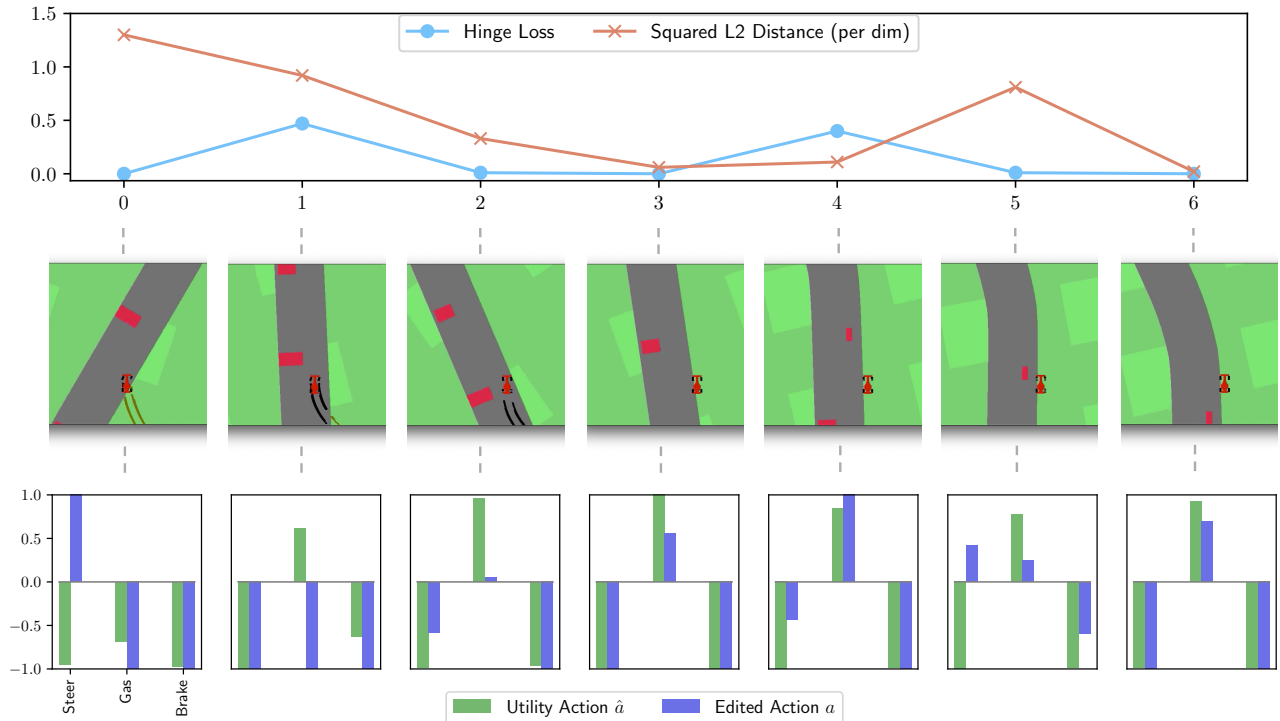 1.5
1.0
0.5
0.0
Hinge Loss
Squared L2 Distance (per dim)
0 1 2 3 4 5 6
1.0
0.5
0.0
−0.5
−1.0
Steer
Gas
Brake
Utility Action â
Edited Action a